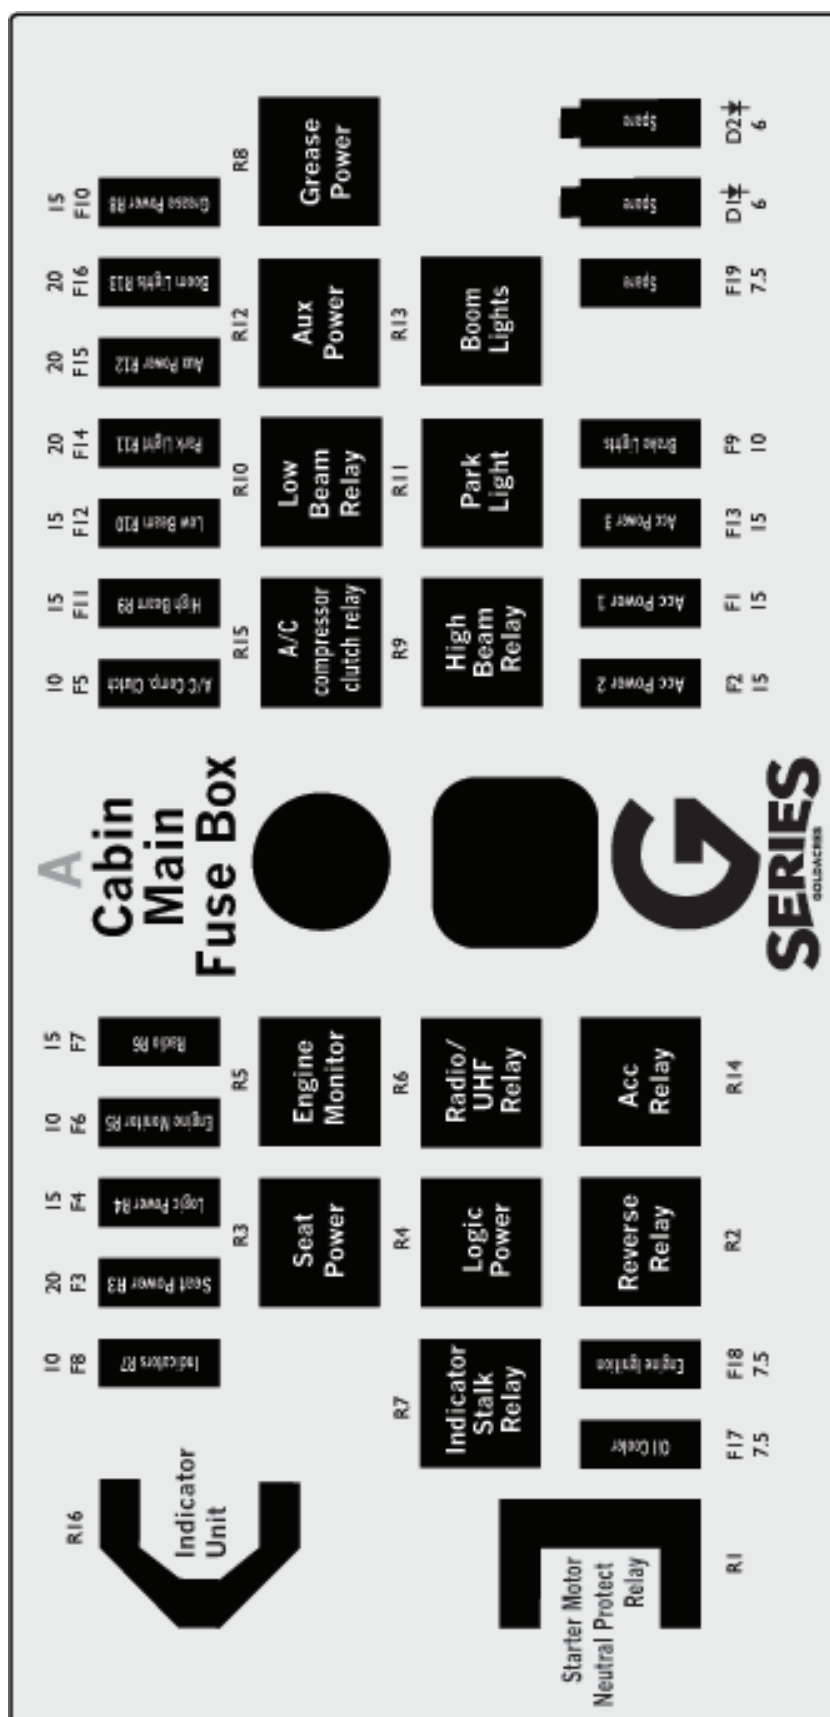 A
Cabin
Main
Fuse Box
R16
Indicator
Unit
10
F8
Indicators R7
20
F3
Seat Power R3
15
F4
Logic Power R4
10
F6
Engine Monitor R5
15
F7
Radio R6
10
F5
A/C Comp. Clutch
15
F11
High Beam R9
15
F12
Low Beam R10
20
F14
Park Light R11
20
F15
Aux Power R12
20
F16
Boom Lights R13
15
F10
Grease Power R8
R3
Seat
Power
R5
Engine
Monitor
R15
A/C
compressor
clutch relay
R10
Low
Beam
Relay
R12
Aux
Power
R8
Grease
Power
R7
Indicator
Stalk
Relay
R4
Logic
Power
R6
Radio/
UHF
Relay
R9
High
Beam
Relay
R11
Park
Light
R13
Boom
Lights
Starter Motor
Neutral Protect
Relay
R1
Oil Cooler
F17
7.5
Engine Ignition
F18
7.5
Reverse
Relay
R2
Acc
Relay
R14
G
SERIES
GOLDACRES
Acc Power 2
F2
15
Acc Power 1
F1
15
Acc Power 3
F13
15
Brake Lights
F9
10
Spare
F19
7.5
Spare
D1
6
Spare
D2
6